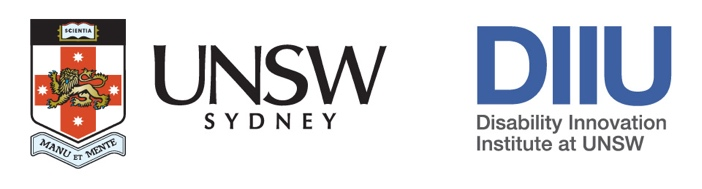 SCIENTIA
MANU ET MENTE
UNSW
SYDNEY
DIIU
Disability Innovation
Institute at UNSW